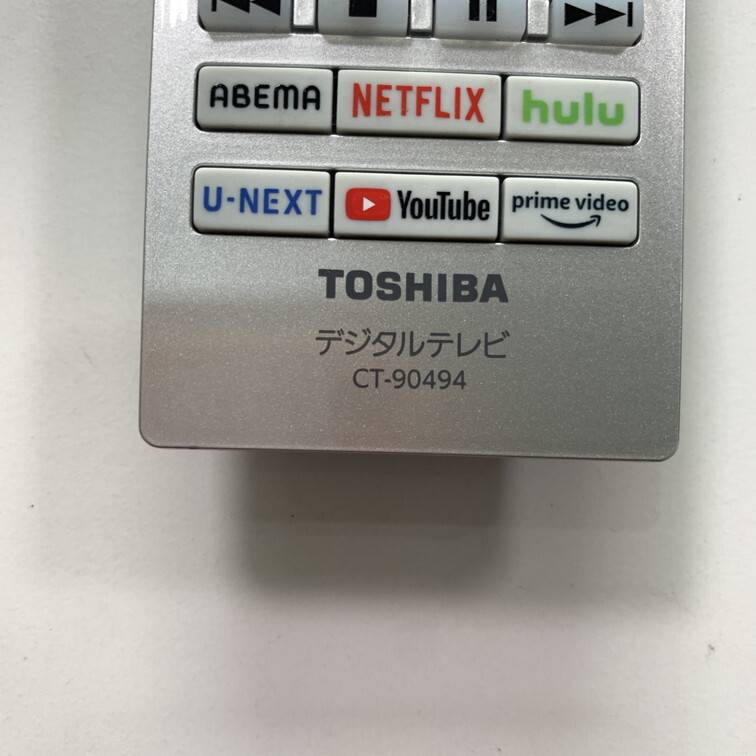 ABEMA NETFLIX hulu
U-NEXT YouTube prime video
TOSHIBA
デジタルテレビ
CT-90494